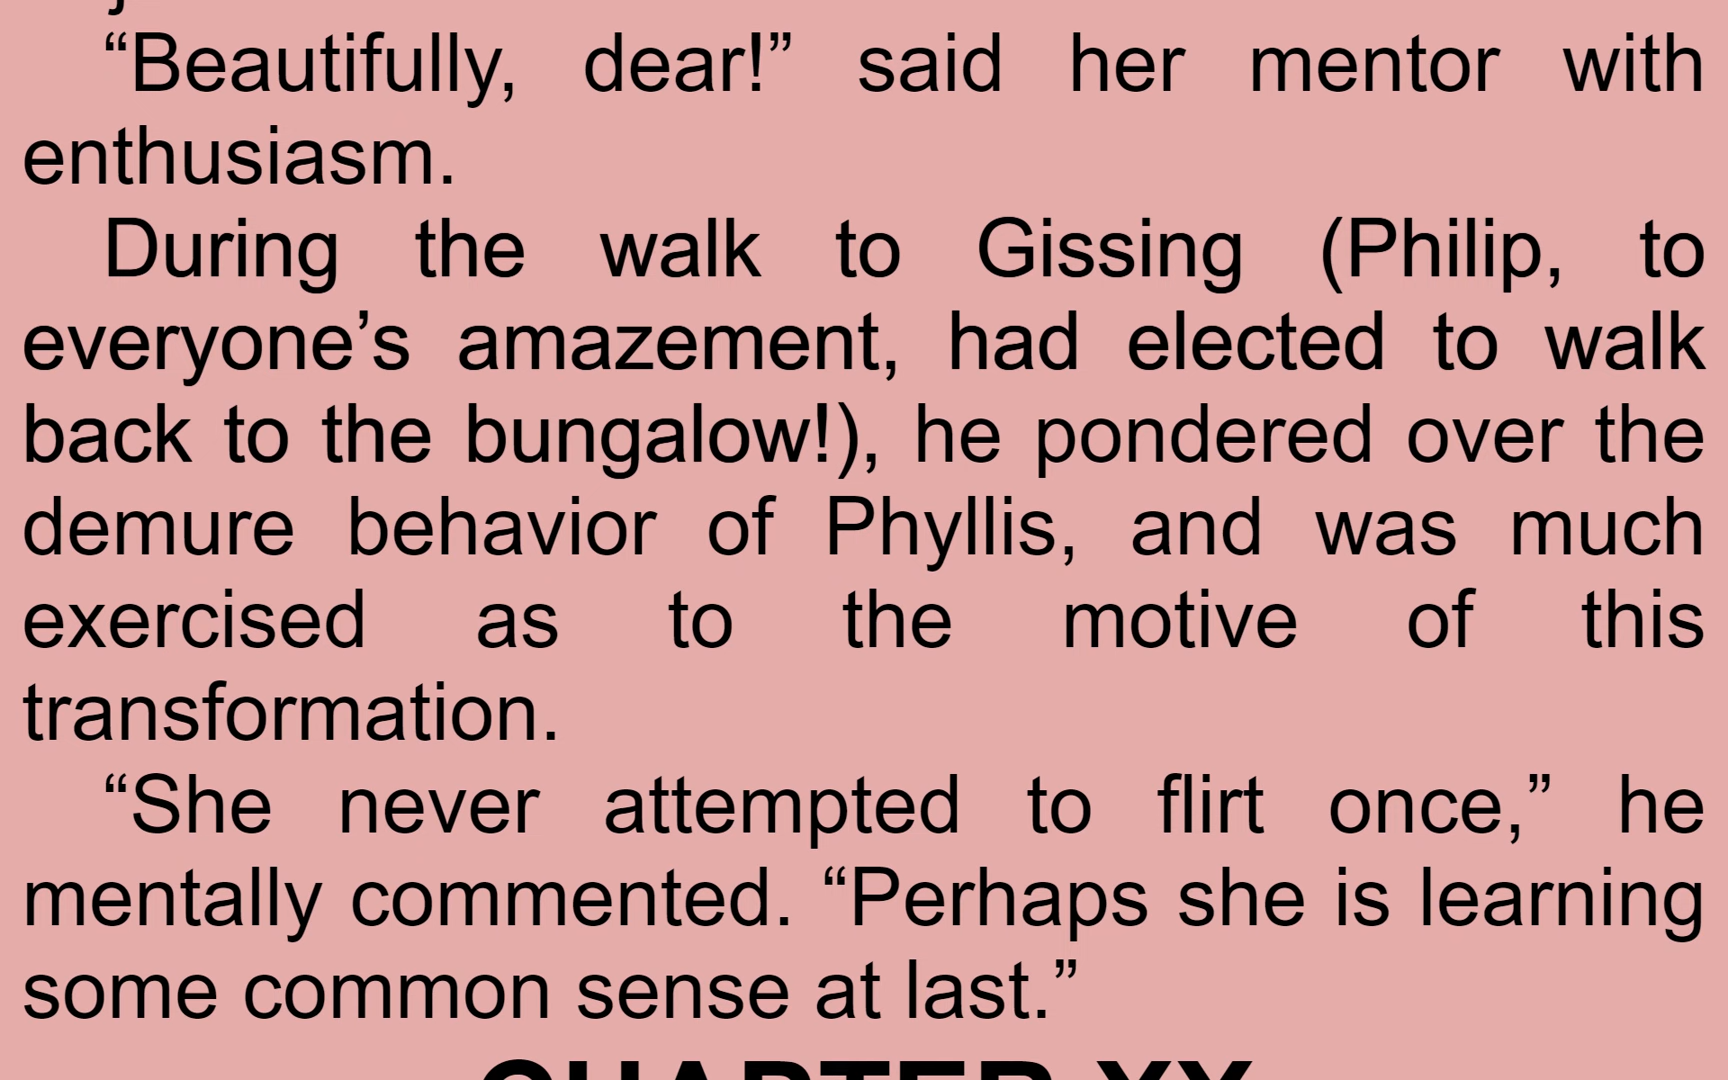 “Beautifully, dear!” said her mentor with
enthusiasm.
During the walk to Gissing (Philip, to
everyone’s amazement, had elected to walk
back to the bungalow!), he pondered over the
demure behavior of Phyllis, and was much
exercised as to the motive of this
transformation.
“She never attempted to flirt once,” he
mentally commented. “Perhaps she is learning
some common sense at last.”
CHAPTER XX